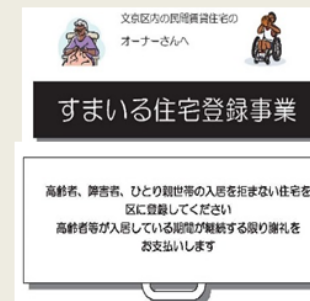 文京区内の民間賃貸住宅の
オーナーさんへ
すまいる住宅登録事業
高齢者、障害者、ひとり親世帯の入居を拒まない住宅を
区に登録してください
高齢者等が入居している期間が継続する限り謝礼を
お支払いします